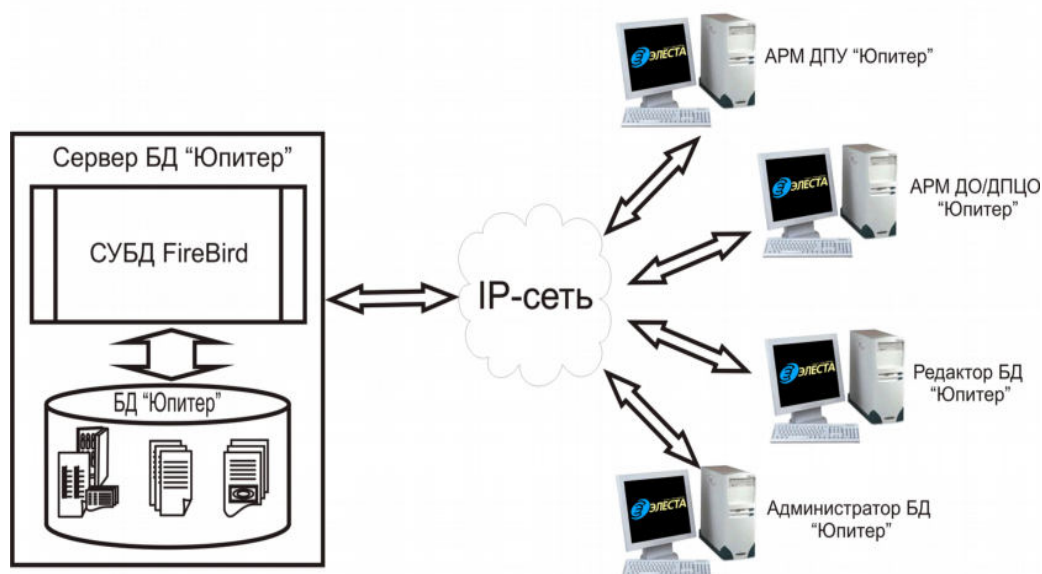 Сервер БД “Юпитер”
СУБД FireBird
БД “Юпитер”
IP-сеть
ЭЛЕСТА
АРМ ДПУ “Юпитер”
ЭЛЕСТА
АРМ ДО/ДПЦО
“Юпитер”
ЭЛЕСТА
Редактор БД
“Юпитер”
ЭЛЕСТА
Администратор БД
“Юпитер”